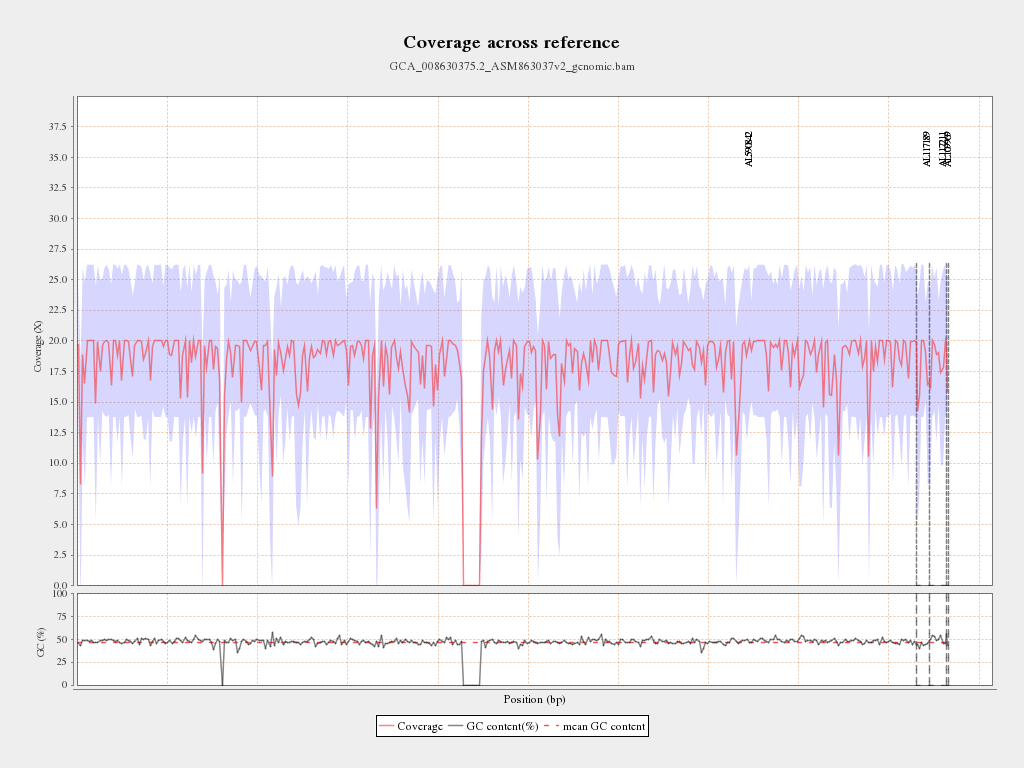 Coverage across reference
GCA_008630375.2_ASM863037v2_genomic.bam
37.5
35.0
32.5
30.0
27.5
25.0
22.5
20.0
17.5
15.0
12.5
10.0
7.5
5.0
2.5
0.0
Coverage (X)
AL590842
AL117189
AL117211
AL109969
100
75
50
25
0
GC (%)
Position (bp)
Coverage GC content(%) mean GC content